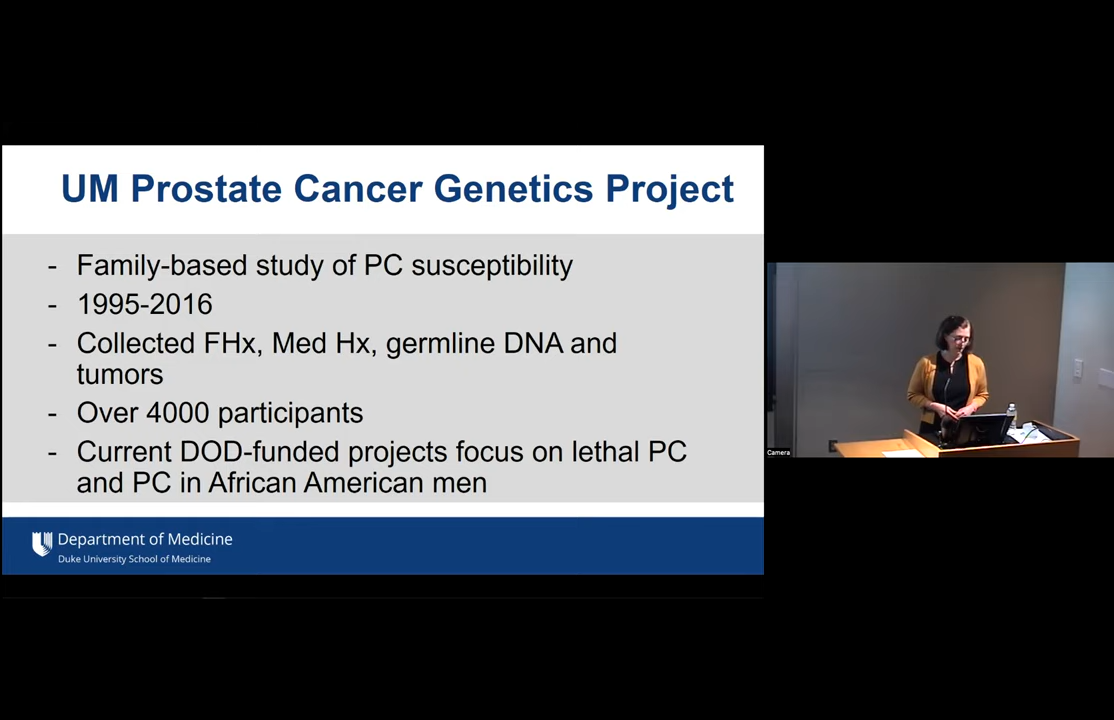 UM Prostate Cancer Genetics Project
- Family-based study of PC susceptibility
- 1995-2016
- Collected FHx, Med Hx, germline DNA and
tumors
- Over 4000 participants
- Current DOD-funded projects focus on lethal PC
and PC in African American men
Department of Medicine
Duke University School of Medicine
Camera